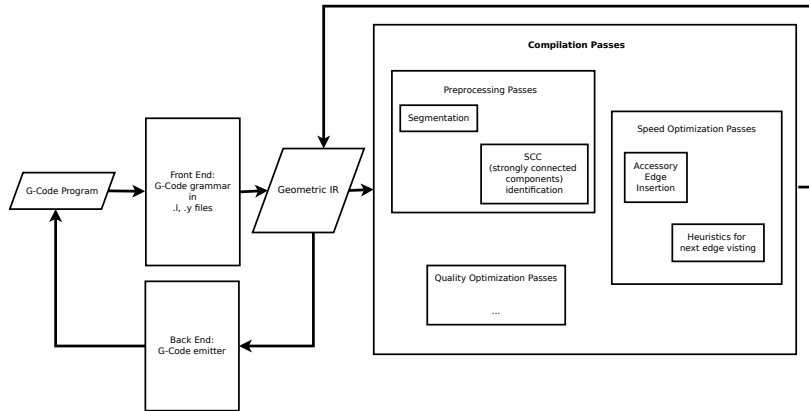 Compilation Passes
Preprocessing Passes
Segmentation
SCC
(strongly connected
components)
identification
Speed Optimization Passes
Accessory
Edge
Insertion
Heuristics for
next edge visting
Quality Optimization Passes
...
G-Code Program
Front End:
G-Code grammar
in
.l, .y files
Geometric IR
Back End:
G-Code emitter